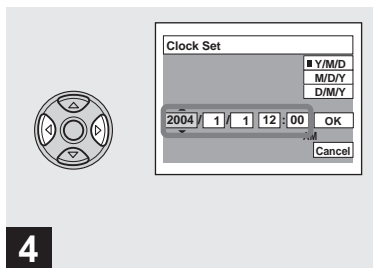 Clock Set
Y/M/D
M/D/Y
D/M/Y
2004 / 1 / 1 12 : 00 OK
AM
Cancel
4